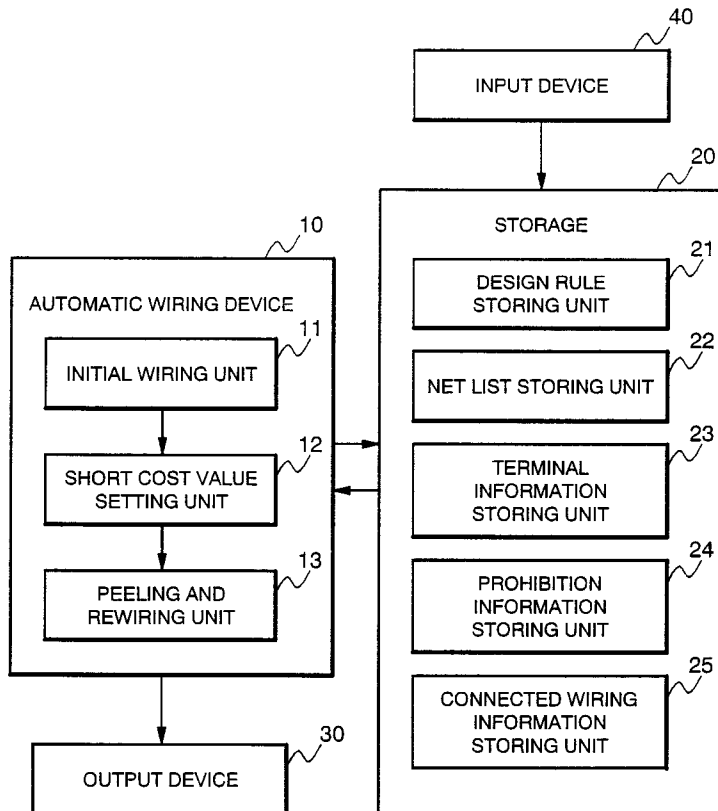 40
INPUT DEVICE
20
STORAGE
21
DESIGN RULE
STORING UNIT
22
NET LIST STORING UNIT
23
TERMINAL
INFORMATION
STORING UNIT
24
PROHIBITION
INFORMATION
STORING UNIT
25
CONNECTED WIRING
INFORMATION
STORING UNIT
10
AUTOMATIC WIRING DEVICE
11
INITIAL WIRING UNIT
12
SHORT COST VALUE
SETTING UNIT
13
PEELING AND
REWIRING UNIT
30
OUTPUT DEVICE